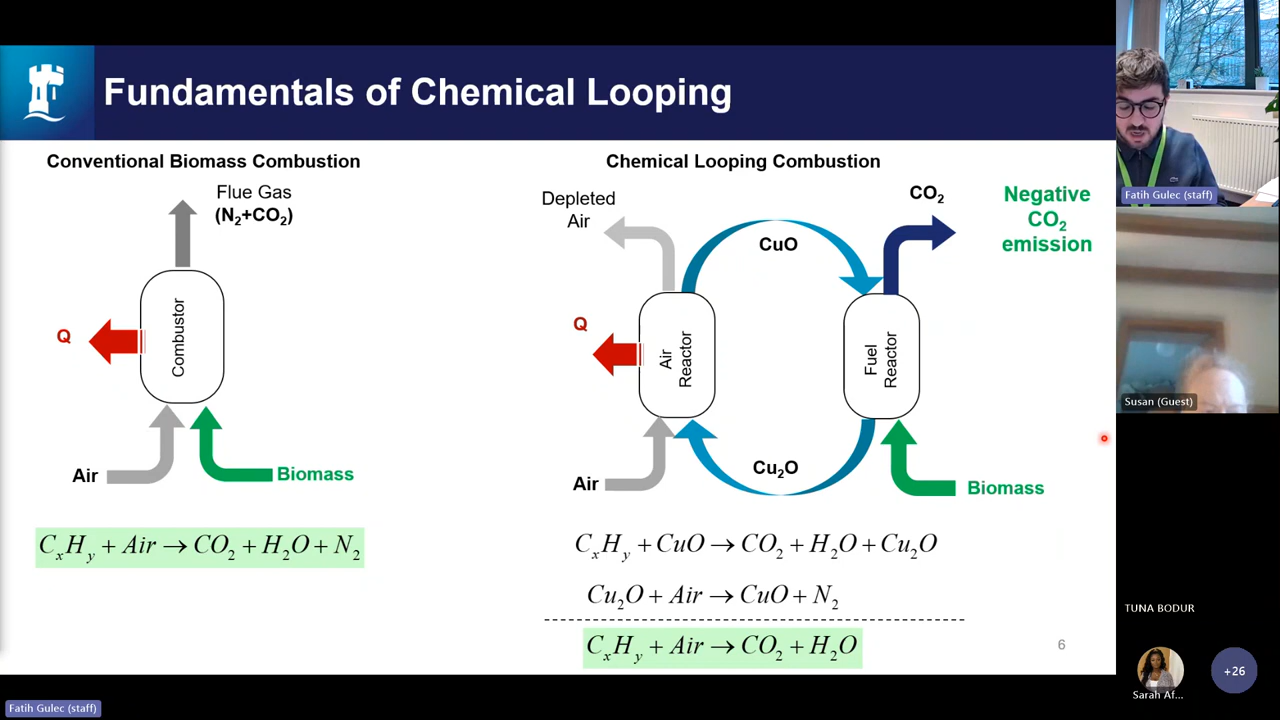 Fundamentals of Chemical Looping
Conventional Biomass Combustion
Flue Gas
(N₂+CO₂)
Q
Combustor
Air
Biomass
CₓHᵧ + Air → CO₂ + H₂O + N₂
Chemical Looping Combustion
Depleted
Air
CuO
CO₂
Negative
CO₂
emission
Q
Air
Reactor
Fuel
Reactor
Air
Cu₂O
Biomass
CₓHᵧ + CuO → CO₂ + H₂O + Cu₂O
Cu₂O + Air → CuO + N₂
CₓHᵧ + Air → CO₂ + H₂O
6
Fatih Gulec (staff)
Susan (Guest)
TUNA BODUR
Sarah Af...
+26
Fatih Gulec (staff)